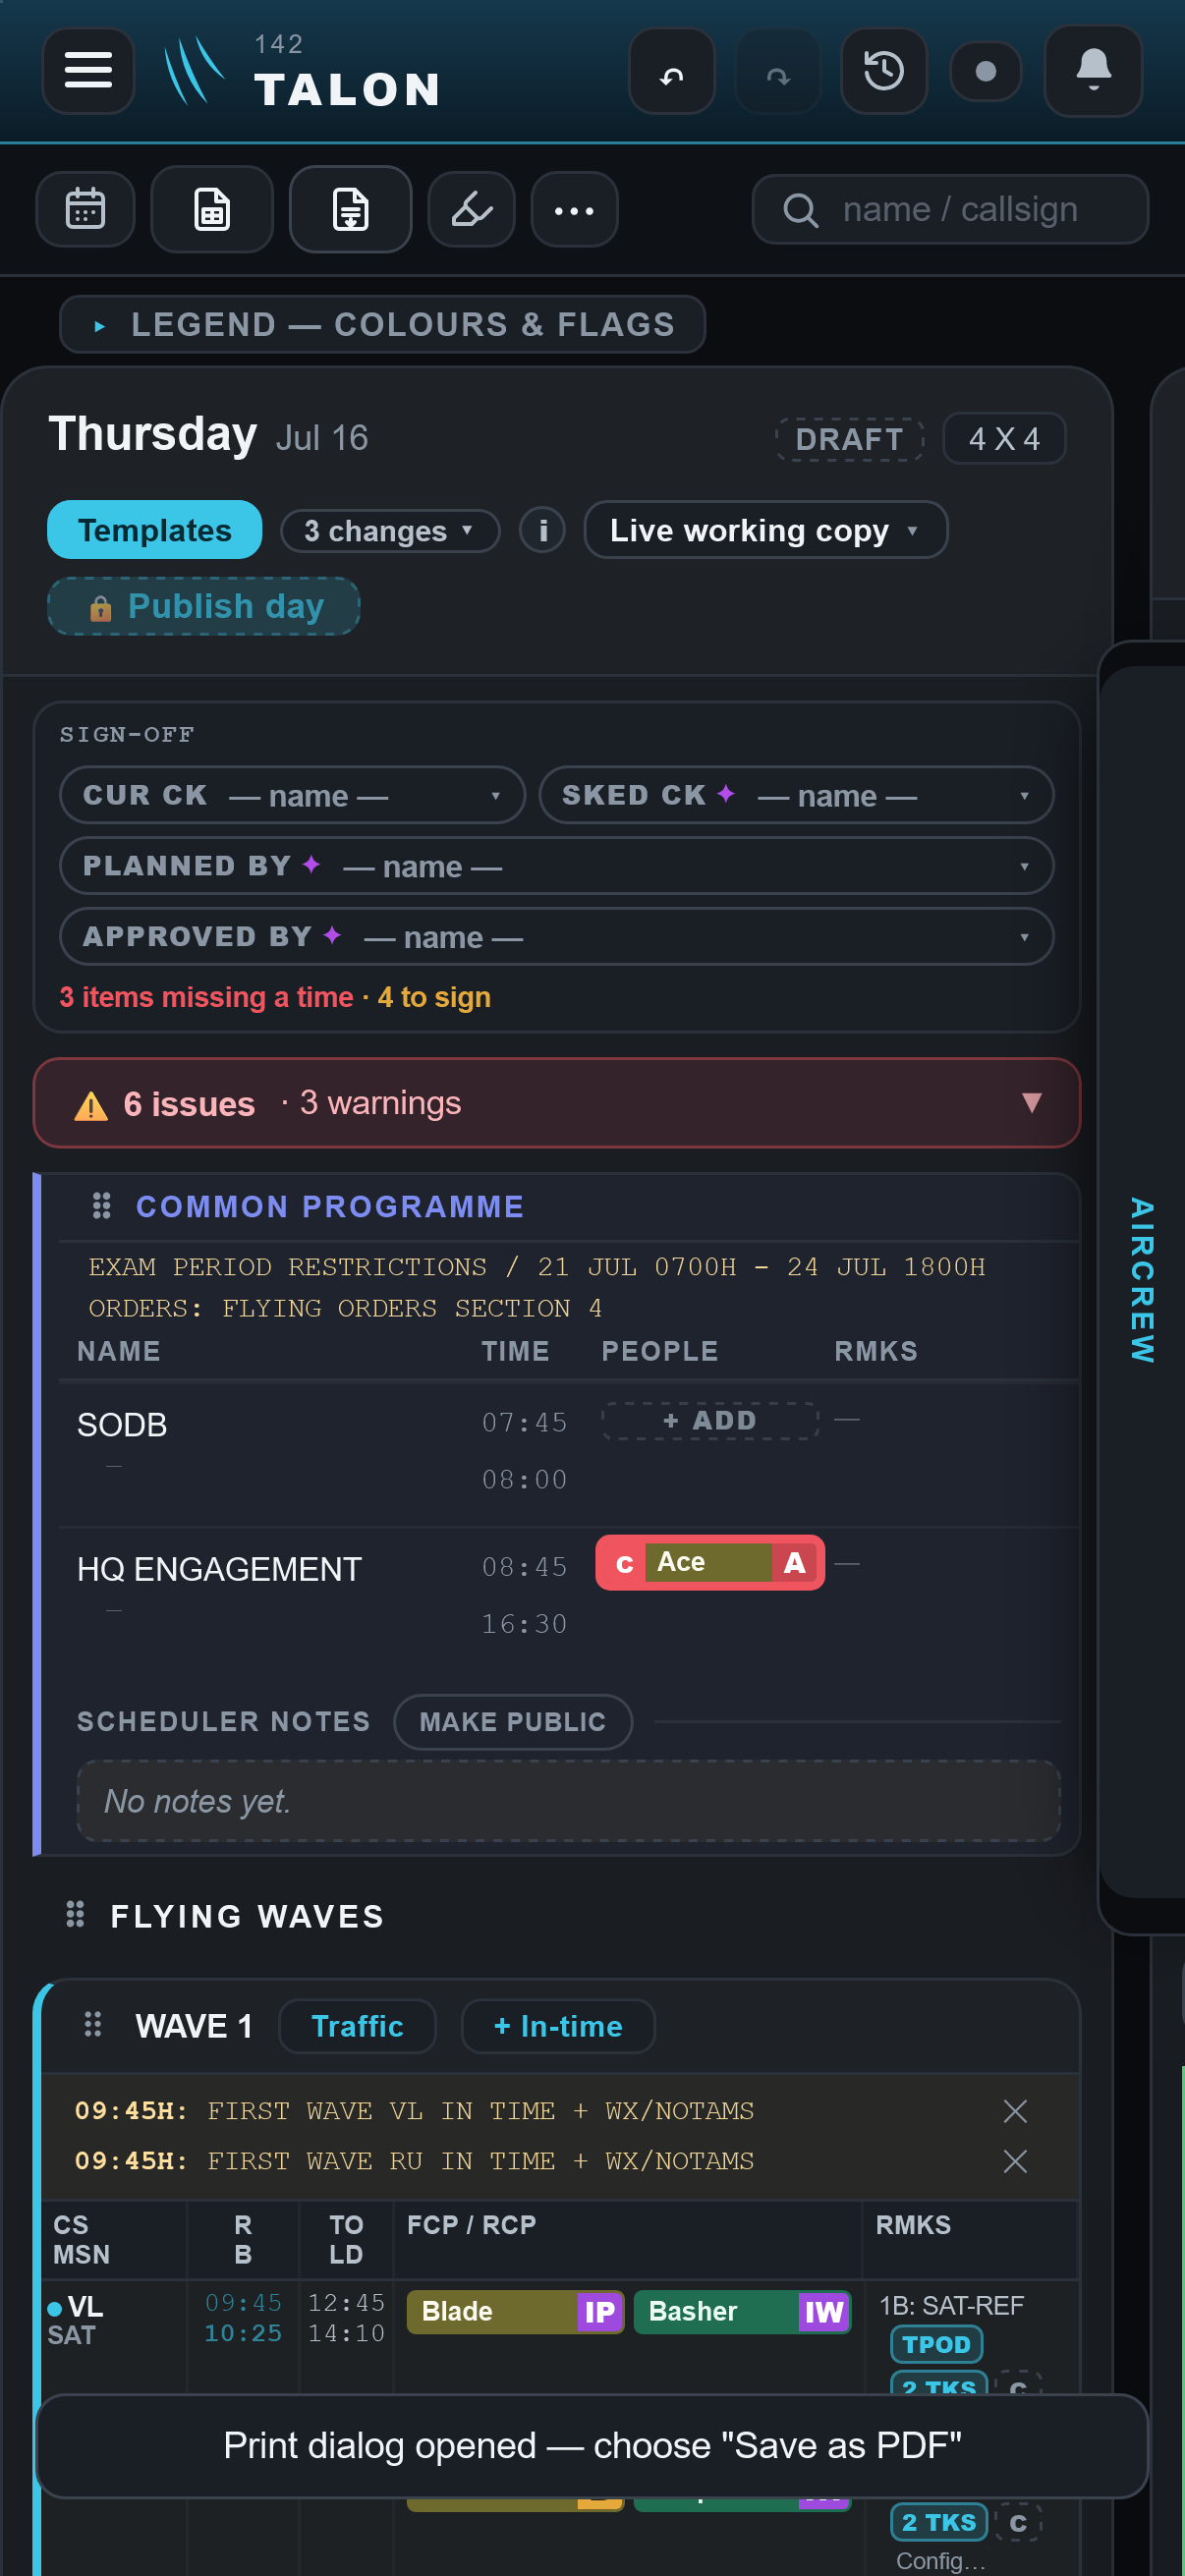 142
TALON
name / callsign
LEGEND — COLOURS & FLAGS
Thursday Jul 16 DRAFT 4 X 4
Templates 3 changes i Live working copy
Publish day
SIGN-OFF
CUR CK — name — SKED CK — name —
PLANNED BY — name —
APPROVED BY — name —
3 items missing a time · 4 to sign
6 issues · 3 warnings
COMMON PROGRAMME
EXAM PERIOD RESTRICTIONS / 21 JUL 0700H - 24 JUL 1800H
ORDERS: FLYING ORDERS SECTION 4
NAME TIME PEOPLE RMKS
SODB 07:45 + ADD —
— 08:00
HQ ENGAGEMENT 08:45 C Ace A —
— 16:30
AIRCREW
SCHEDULER NOTES MAKE PUBLIC
No notes yet.
FLYING WAVES
WAVE 1 Traffic + In-time
09:45H: FIRST WAVE VL IN TIME + WX/NOTAMS
09:45H: FIRST WAVE RU IN TIME + WX/NOTAMS
CS R TO FCP / RCP RMKS
MSN B LD
VL 09:45 12:45 Blade IP Basher IW 1B: SAT-REF
SAT 10:25 14:10
TPOD
2 TKS C
Print dialog opened — choose "Save as PDF"
2 TKS C
Config...